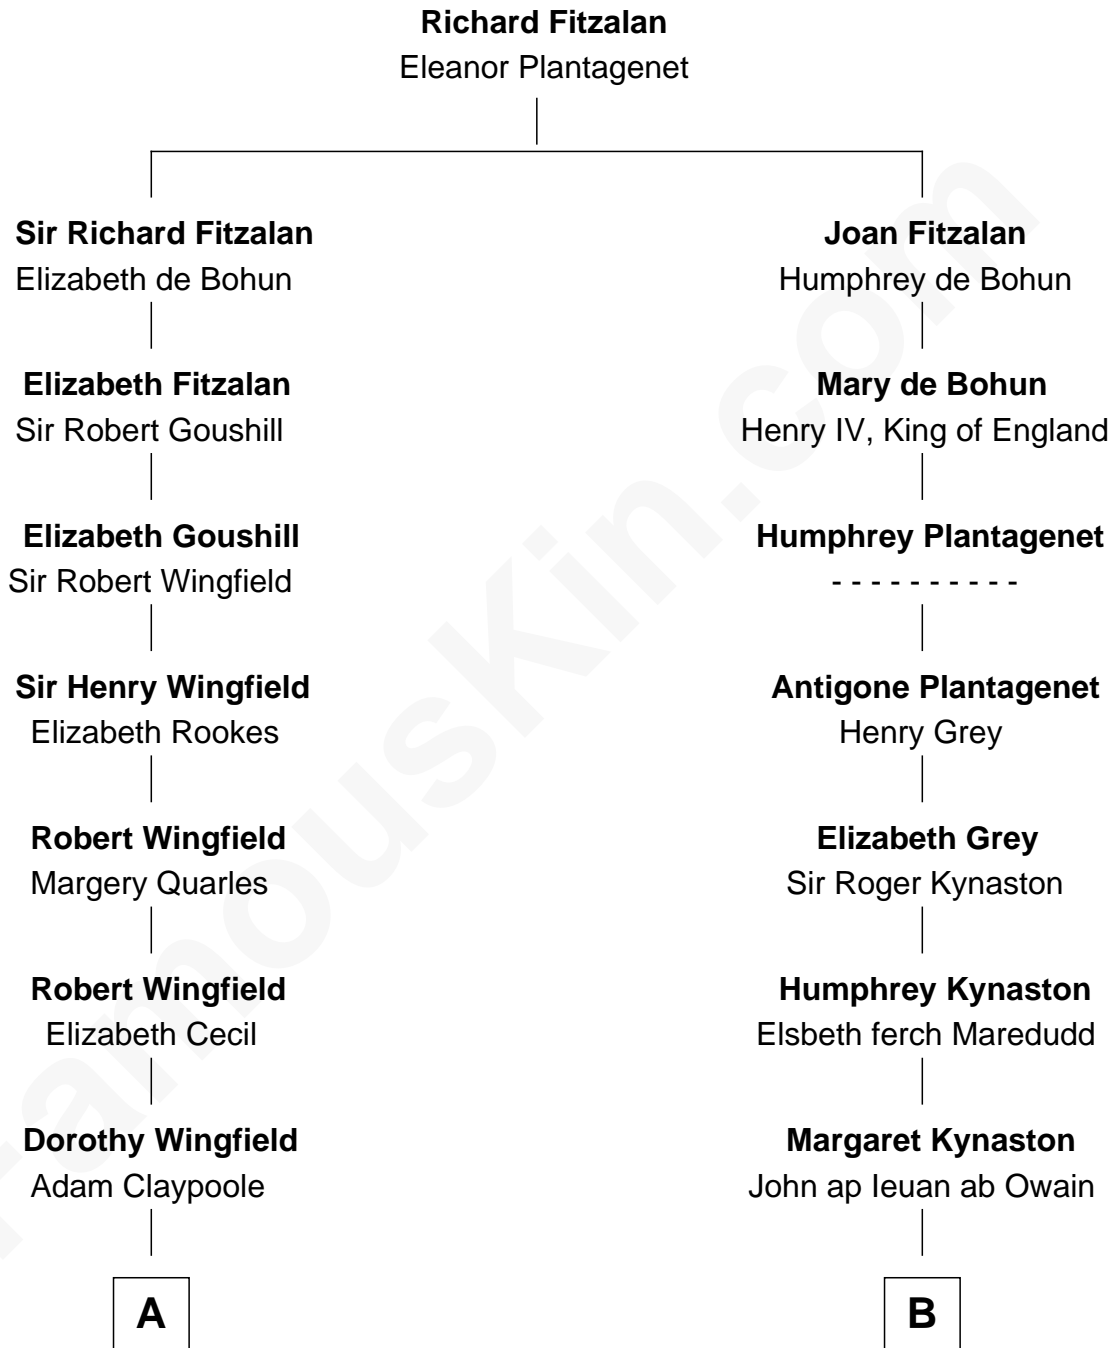 Richard Fitzalan
Eleanor Plantagenet
Sir Richard Fitzalan
Elizabeth de Bohun
Joan Fitzalan
Humphrey de Bohun
Elizabeth Fitzalan
Sir Robert Goushill
Mary de Bohun
Henry IV, King of England
Elizabeth Goushill
Sir Robert Wingfield
Humphrey Plantagenet
- - - - - - - - - -
Sir Henry Wingfield
Elizabeth Rookes
Antigone Plantagenet
Henry Grey
Robert Wingfield
Margery Quarles
Elizabeth Grey
Sir Roger Kynaston
Robert Wingfield
Elizabeth Cecil
Humphrey Kynaston
Elsbeth ferch Maredudd
Dorothy Wingfield
Adam Claypoole
Margaret Kynaston
John ap Ieuan ab Owain
A
B
FamousKin.com